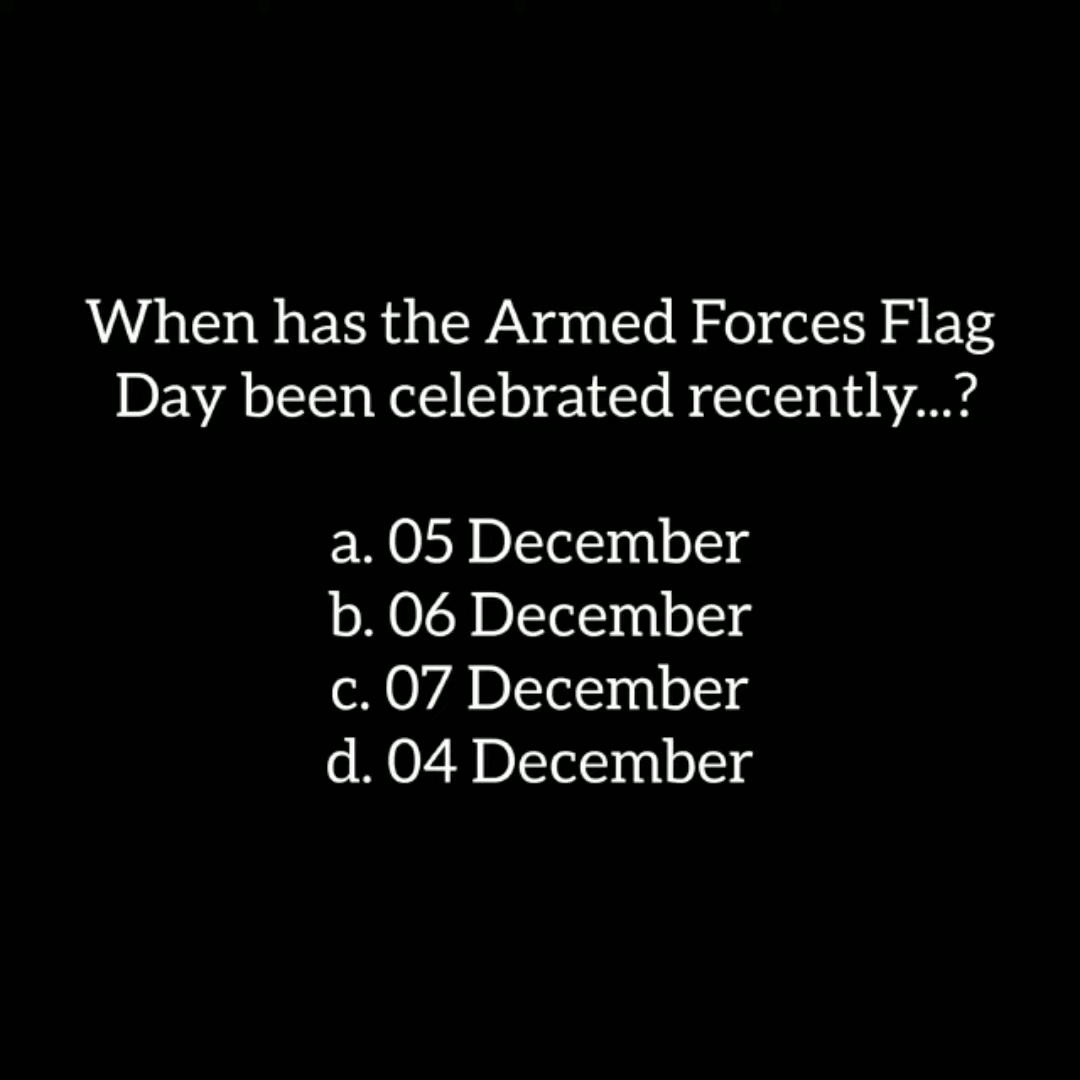 When has the Armed Forces Flag
Day been celebrated recently...?
a. 05 December
b. 06 December
c. 07 December
d. 04 December